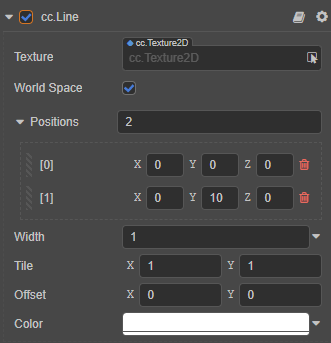 cc.Line
cc.Texture2D
Texture cc.Texture2D
World Space
Positions 2
[0] X 0 Y 0 Z 0
[1] X 0 Y 10 Z 0
Width 1
Tile X 1 Y 1
Offset X 0 Y 0
Color